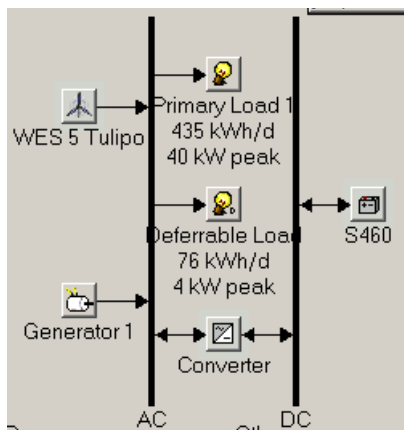 Primary Load 1
435 kWh/d
40 kW peak
WES 5 Tulipo
Deferrable Load
76 kWh/d
4 kW peak
S460
Generator 1
Converter
AC
DC